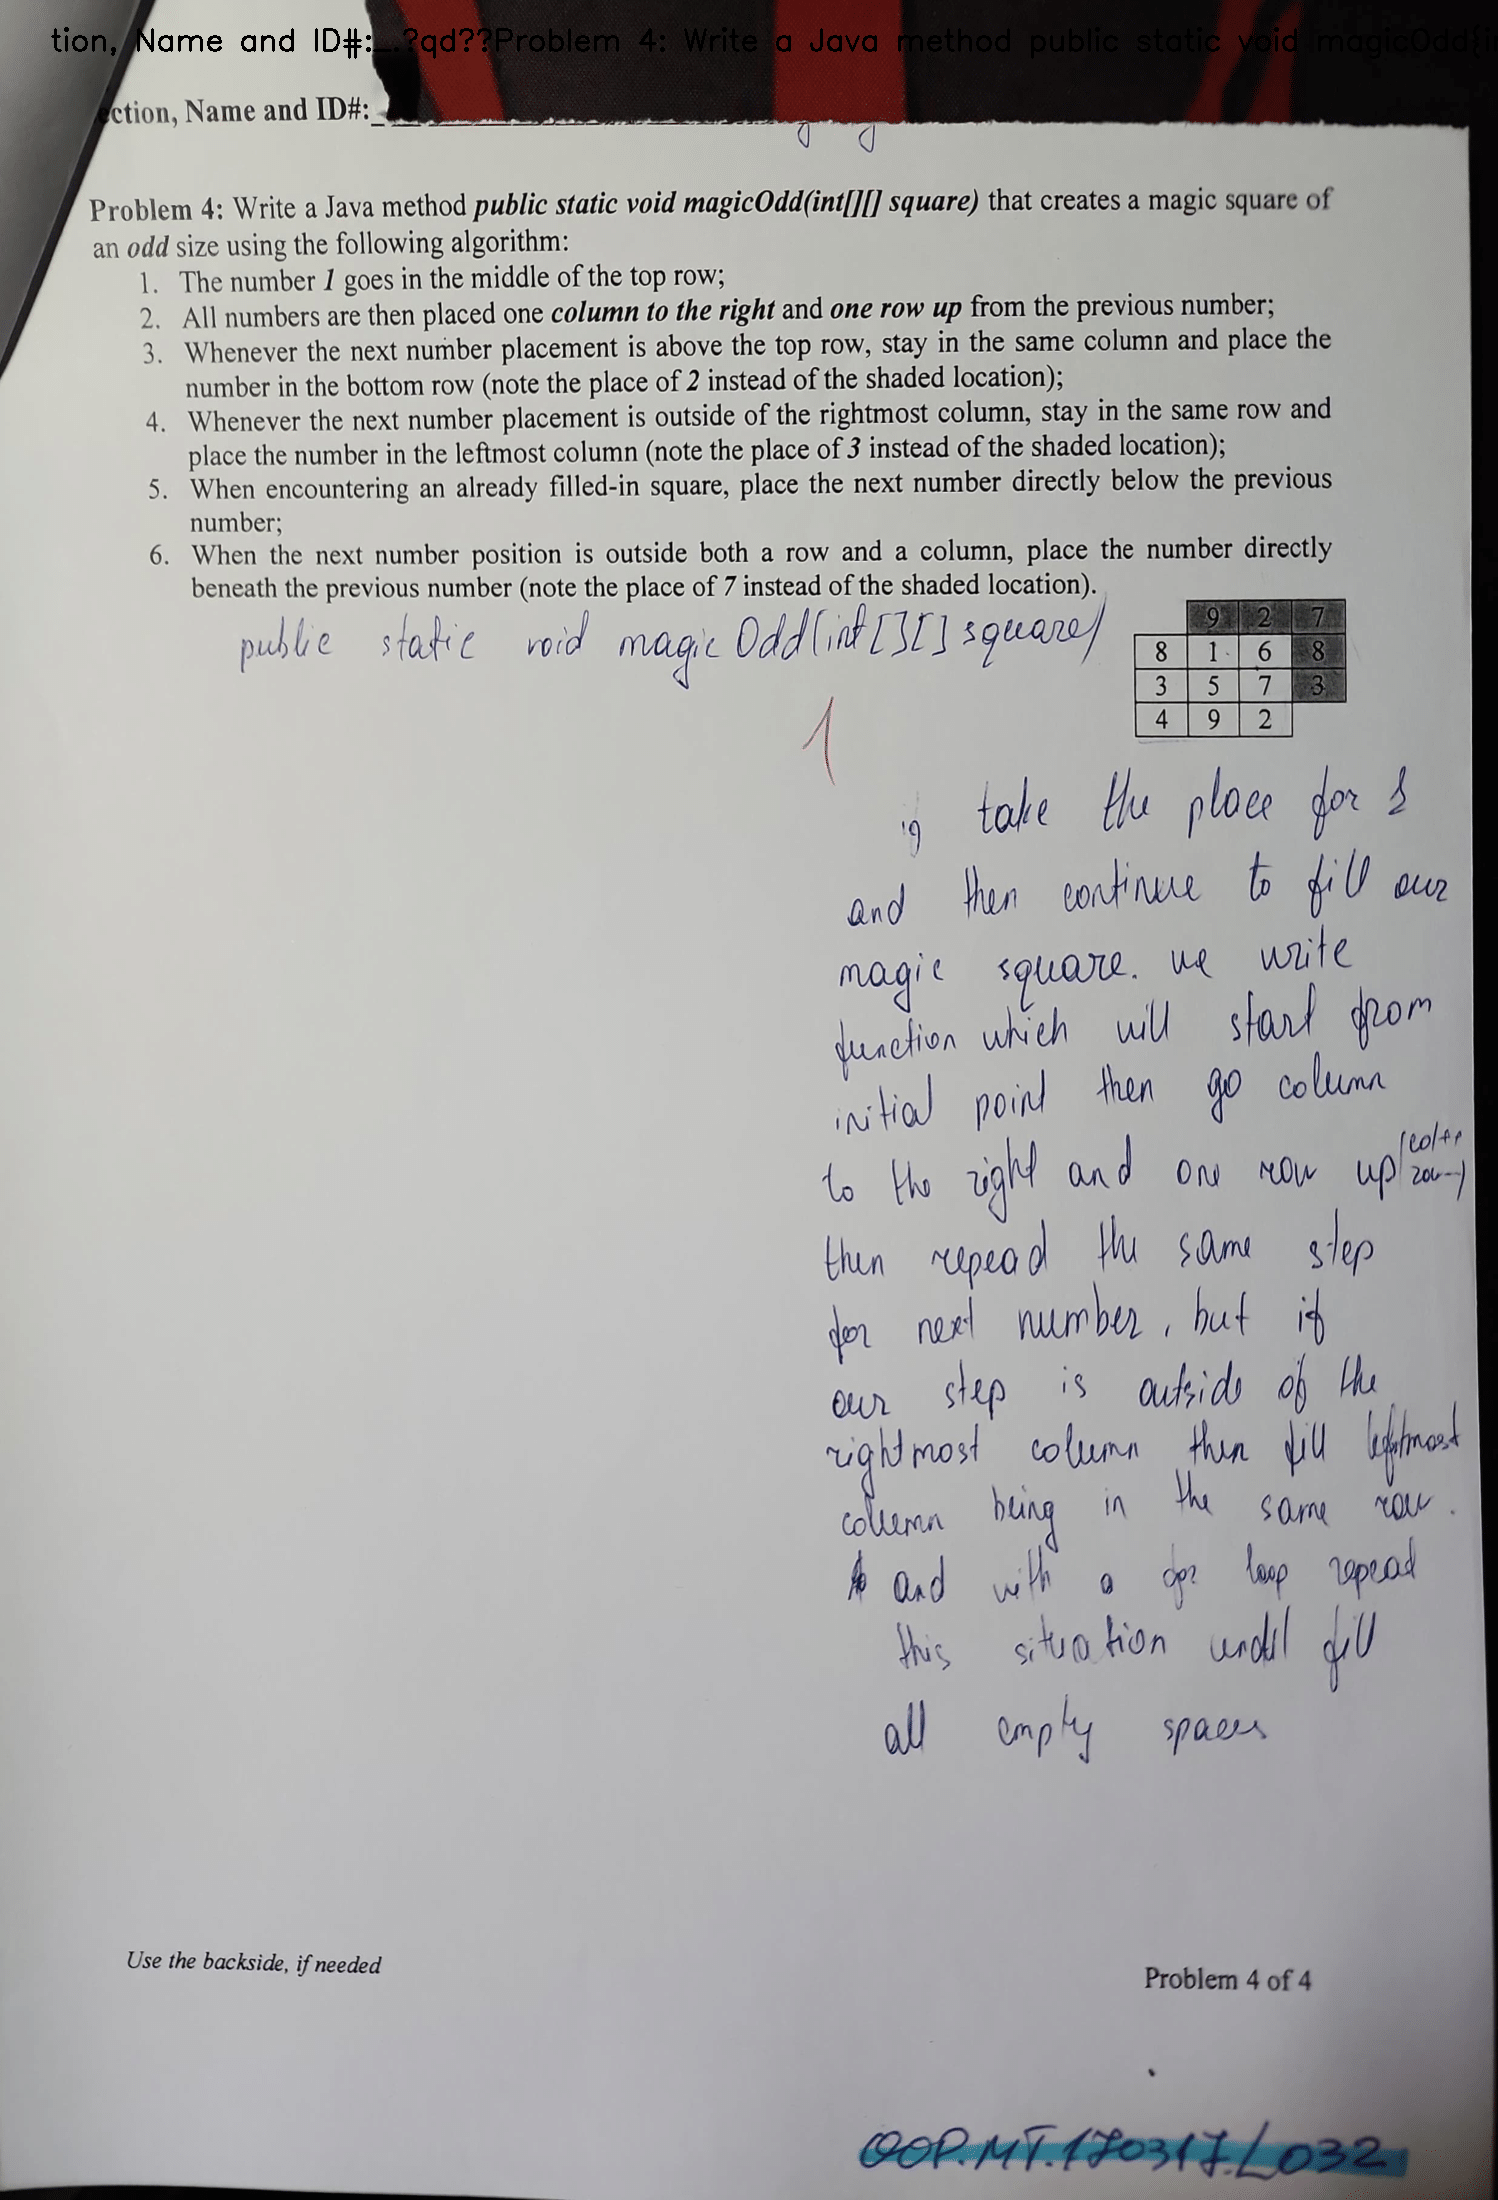 tion, Name and ID#:_.?qd??Problem 4: Write a Java method public static void magicOdd(i
ction, Name and ID#:
Problem 4: Write a Java method public static void magicOdd(int[][] square) that creates a magic square of
an odd size using the following algorithm:
1. The number 1 goes in the middle of the top row;
2. All numbers are then placed one column to the right and one row up from the previous number;
3. Whenever the next number placement is above the top row, stay in the same column and place the
number in the bottom row (note the place of 2 instead of the shaded location);
4. Whenever the next number placement is outside of the rightmost column, stay in the same row and
place the number in the leftmost column (note the place of 3 instead of the shaded location);
5. When encountering an already filled-in square, place the next number directly below the previous
number;
6. When the next number position is outside both a row and a column, place the number directly
beneath the previous number (note the place of 7 instead of the shaded location).
9 2 7
8 1 6 8
3 5 7 3
4 9 2
public static void magicOdd(int[][] square)
1
take the place for 1
and then continue to fill our
magic square. we write
function which will start from
initial point then go column
to the right and one row up (col++
row--)
then repead the same step
for next number, but if
our step is outside of the
rightmost column then fill leftmost
column being in the same row.
and with a for loop repead
this situation until fill
all empty spaces
Use the backside, if needed
Problem 4 of 4
OOP.MT.170317.L032